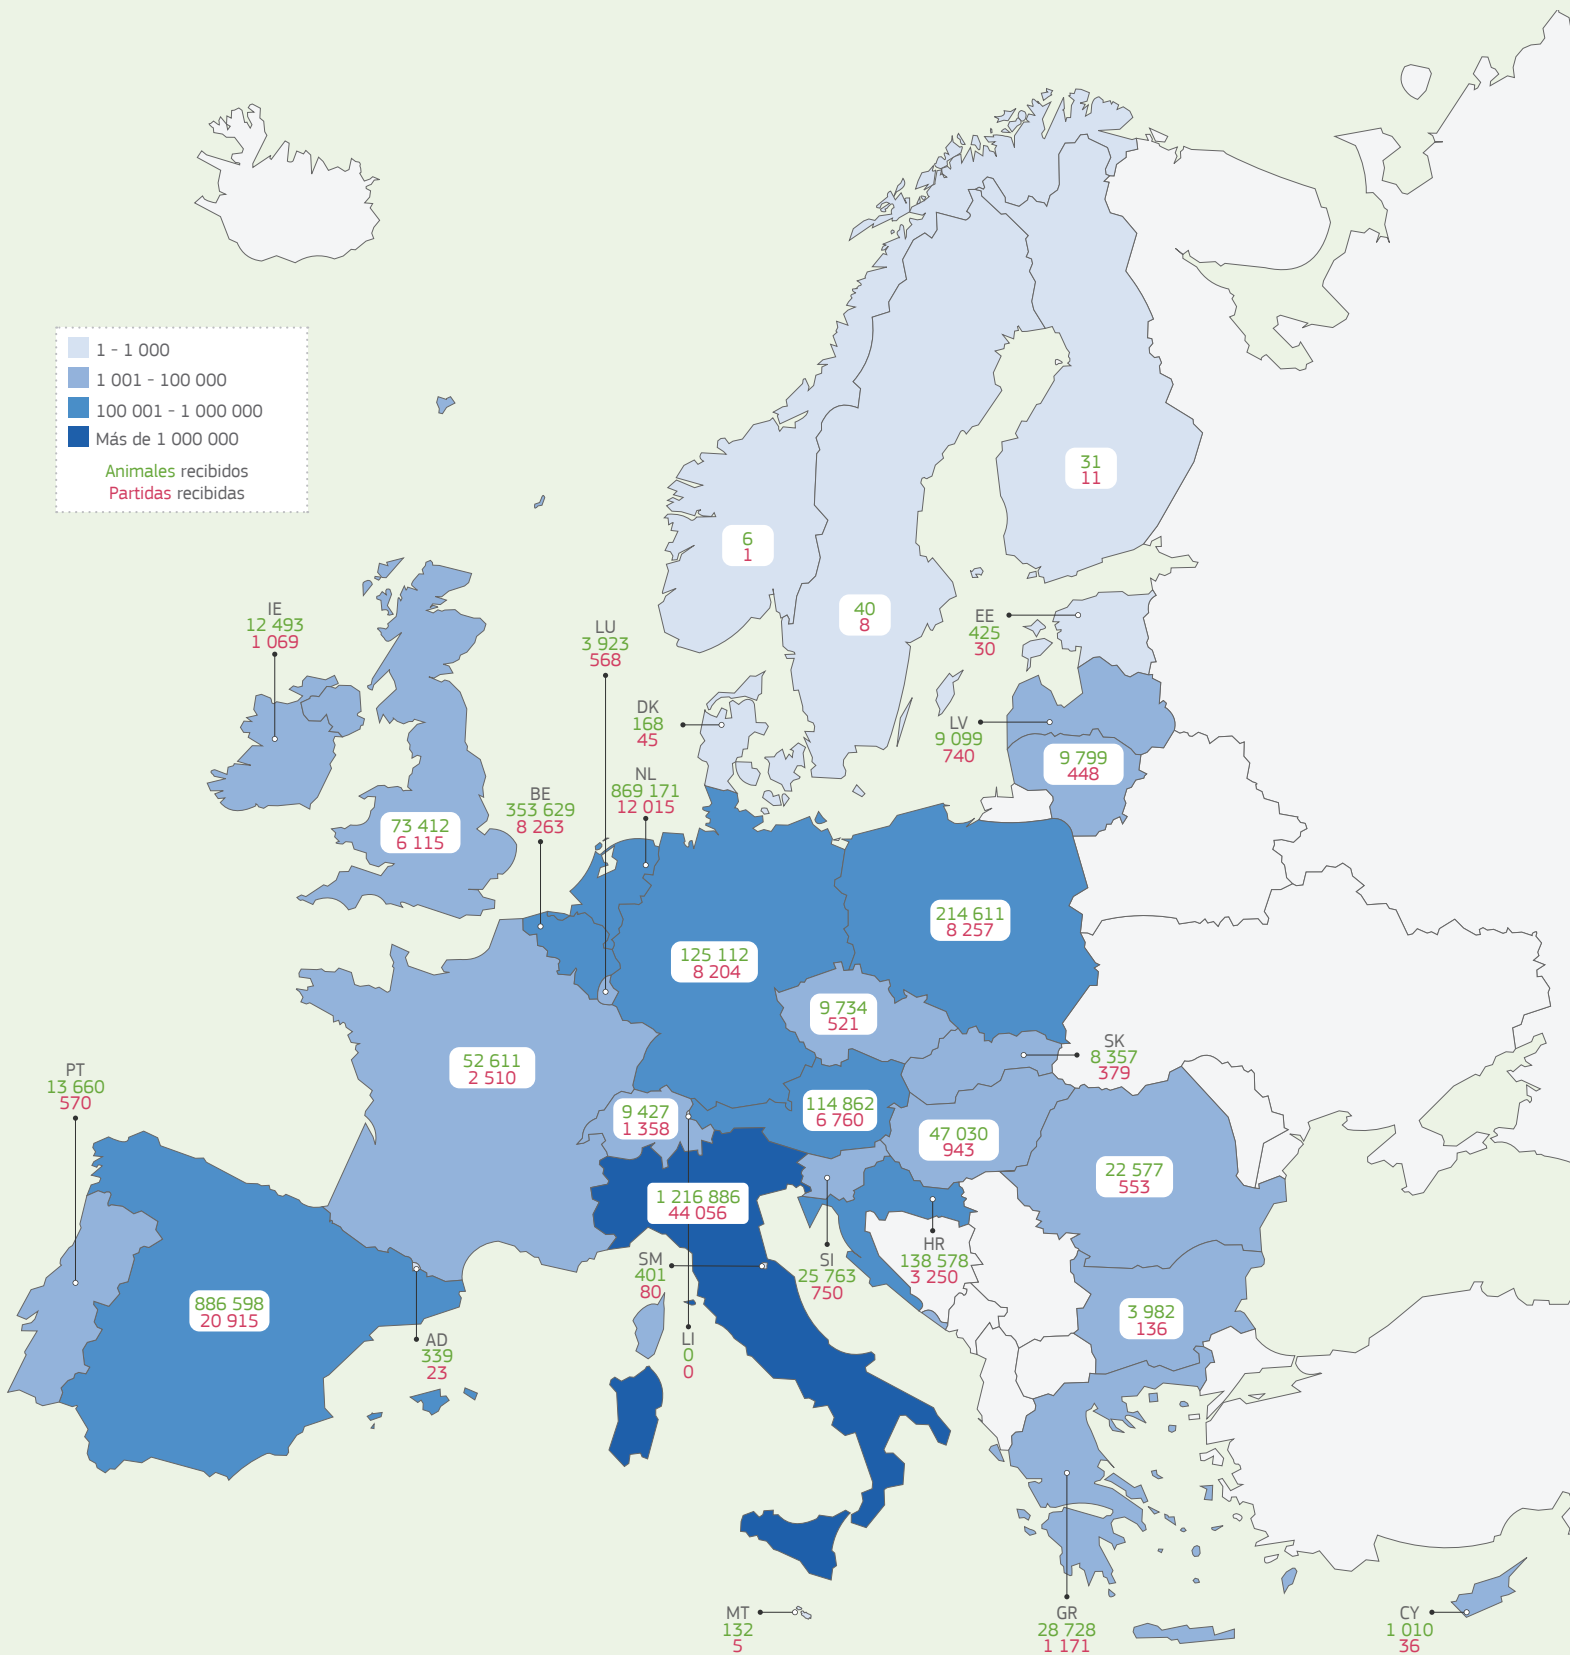 1 - 1 000
1 001 - 100 000
100 001 - 1 000 000
Más de 1 000 000
Animales recibidos
Partidas recibidas
31
11
6
1
40
8
IE
12 493
1 069
LU
3 923
568
EE
425
30
DK
168
45
LV
9 099
740
9 799
448
NL
869 171
12 015
BE
353 629
8 263
73 412
6 115
214 611
8 257
125 112
8 204
9 734
521
SK
8 357
379
52 611
2 510
PT
13 660
570
114 862
6 760
9 427
1 358
47 030
943
22 577
553
1 216 886
44 056
HR
138 578
3 250
SI
25 763
750
SM
401
80
886 598
20 915
3 982
136
AD
339
23
LI
0
0
MT
132
5
GR
28 728
1 171
CY
1 010
36